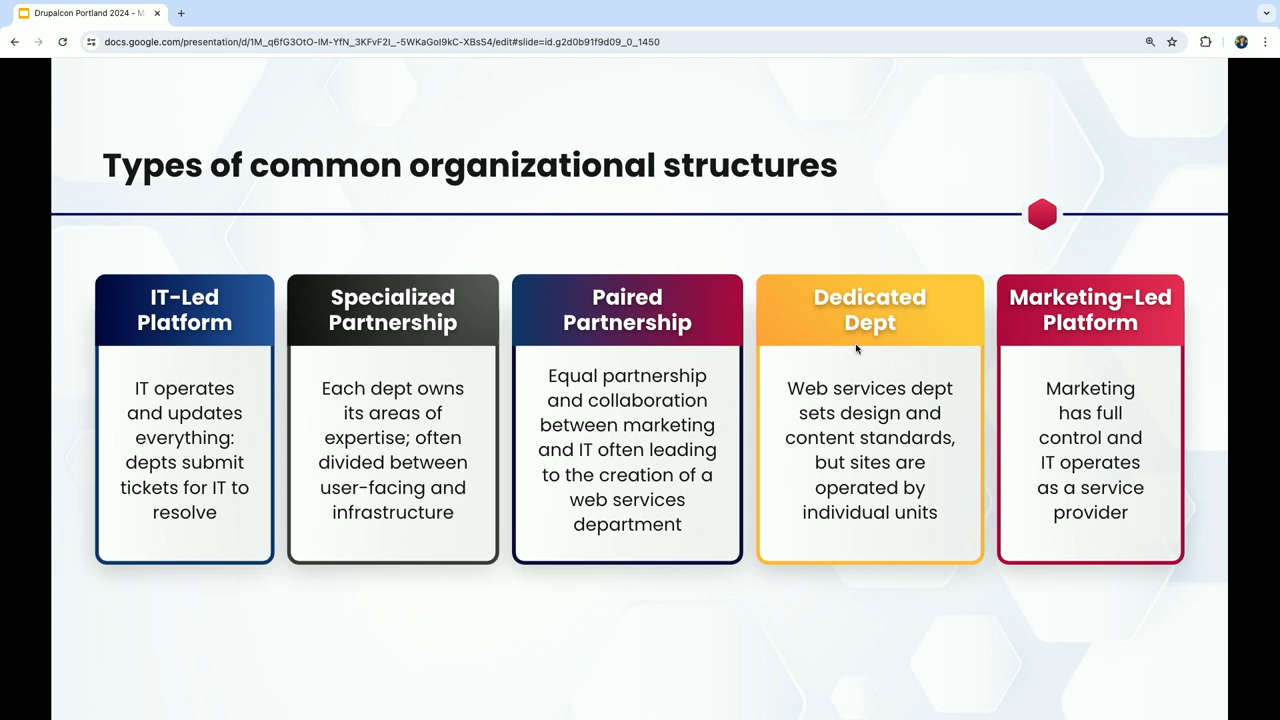 Drupalcon Portland 2024 - M
docs.google.com/presentation/d/1M_q6fG3OtO-IM-YfN_3KFvF2I_-5WKaGoI9kC-XBsS4/edit#slide=id.g2d0b91f9d09_0_1450
Types of common organizational structures
IT-Led
Platform
IT operates
and updates
everything:
depts submit
tickets for IT to
resolve
Specialized
Partnership
Each dept owns
its areas of
expertise; often
divided between
user-facing and
infrastructure
Paired
Partnership
Equal partnership
and collaboration
between marketing
and IT often leading
to the creation of a
web services
department
Dedicated
Dept
Web services dept
sets design and
content standards,
but sites are
operated by
individual units
Marketing-Led
Platform
Marketing
has full
control and
IT operates
as a service
provider